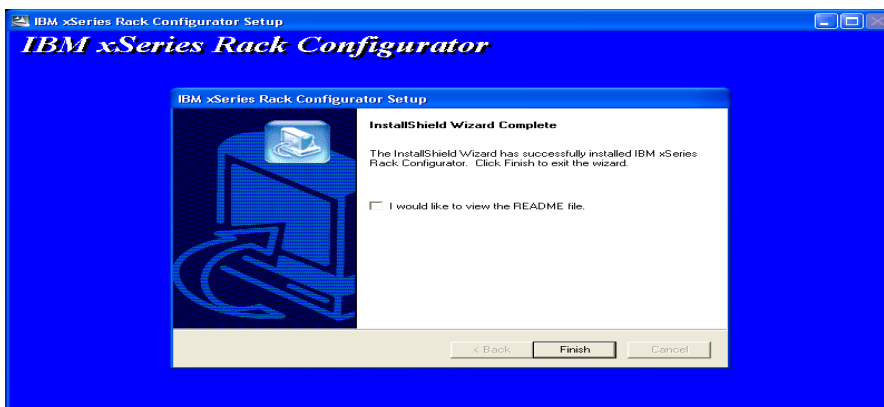 IBM xSeries Rack Configurator Setup
IBM xSeries Rack Configurator
IBM xSeries Rack Configurator Setup
InstallShield Wizard Complete
The InstallShield Wizard has successfully installed IBM xSeries
Rack Configurator. Click Finish to exit the wizard.
I would like to view the README file.
< Back Finish Cancel